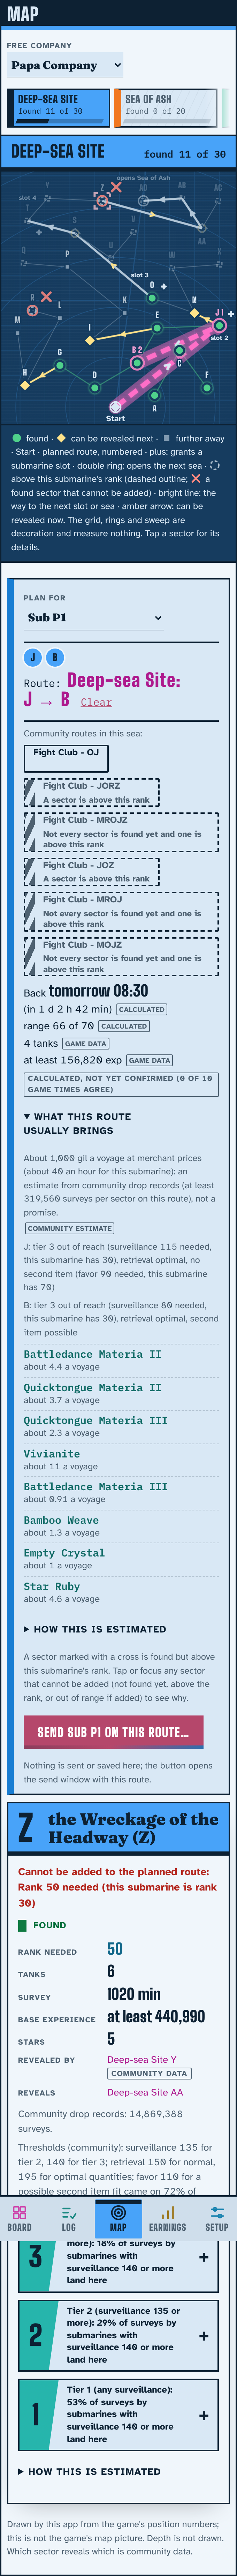 MAP
FREE COMPANY
Papa Company
DEEP-SEA SITE
found 11 of 30
SEA OF ASH
found 0 of 20
DEEP-SEA SITE
found 11 of 30
opens Sea of Ash
Y
Z
AD
AB
AC
slot 4
T
S
U
V
AA
Q
P
W
X
slot 3
R
L
O
K
N
J 1
M
I
E
slot 2
B 2
C
G
H
D
F
A
Start
found · can be revealed next · further away
· Start · planned route, numbered · plus: grants a
submarine slot · double ring: opens the next sea ·
above this submarine's rank (dashed outline; a
found sector that cannot be added) · bright line: the
way to the next slot or sea · amber arrow: can be
revealed now. The grid, rings and sweep are
decoration and measure nothing. Tap a sector for its
details.
PLAN FOR
Sub P1
J B
Route: Deep-sea Site:
J → B Clear
Community routes in this sea:
Fight Club - OJ
Fight Club - JORZ
A sector is above this rank
Fight Club - MROJZ
Not every sector is found yet and one is
above this rank
Fight Club - JOZ
A sector is above this rank
Fight Club - MROJ
Not every sector is found yet and one is
above this rank
Fight Club - MOJZ
Not every sector is found yet and one is
above this rank
Back tomorrow 08:30
(in 1 d 2 h 42 min) CALCULATED
range 66 of 70 CALCULATED
4 tanks GAME DATA
at least 156,820 exp GAME DATA
CALCULATED, NOT YET CONFIRMED (0 OF 10
GAME TIMES AGREE)
▼ WHAT THIS ROUTE
USUALLY BRINGS
About 1,000 gil a voyage at merchant prices
(about 40 an hour for this submarine): an
estimate from community drop records (at least
319,560 surveys per sector on this route), not a
promise.
COMMUNITY ESTIMATE
J: tier 3 out of reach (surveillance 115 needed,
this submarine has 30), retrieval optimal, no
second item (favor 90 needed, this submarine
has 70)
B: tier 3 out of reach (surveillance 80 needed,
this submarine has 30), retrieval optimal, second
item possible
Battledance Materia II
about 4.4 a voyage
Quicktongue Materia II
about 3.7 a voyage
Quicktongue Materia III
about 2.3 a voyage
Vivianite
about 11 a voyage
Battledance Materia III
about 0.91 a voyage
Bamboo Weave
about 1.3 a voyage
Empty Crystal
about 1 a voyage
Star Ruby
about 4.6 a voyage
▶ HOW THIS IS ESTIMATED
A sector marked with a cross is found but above
this submarine's rank. Tap or focus any sector
that cannot be added (not found yet, above the
rank, or out of range if added) to see why.
SEND SUB P1 ON THIS ROUTE…
Nothing is sent or saved here; the button opens
the send window with this route.
Z the Wreckage of the
Headway (Z)
Cannot be added to the planned route:
Rank 50 needed (this submarine is rank
30)
FOUND
RANK NEEDED 50
TANKS 6
SURVEY 1020 min
BASE EXPERIENCE at least 440,990
STARS 5
REVEALED BY Deep-sea Site Y
COMMUNITY DATA
REVEALS Deep-sea Site AA
Community drop records: 14,869,388
surveys.
Thresholds (community): surveillance 135 for
tier 2, 140 for tier 3; retrieval 150 for normal,
195 for optimal quantities; favor 110 for a
possible second item (it came on 72% of
BOARD
LOG
MAP
EARNINGS
SETUP
3
more): 18% of surveys by
submarines with
surveillance 140 or more
land here
+
2
Tier 2 (surveillance 135 or
more): 29% of surveys by
submarines with
surveillance 140 or more
land here
+
1
Tier 1 (any surveillance):
53% of surveys by
submarines with
surveillance 140 or more
land here
+
▶ HOW THIS IS ESTIMATED
Drawn by this app from the game's position numbers;
this is not the game's map picture. Depth is not drawn.
Which sector reveals which is community data.